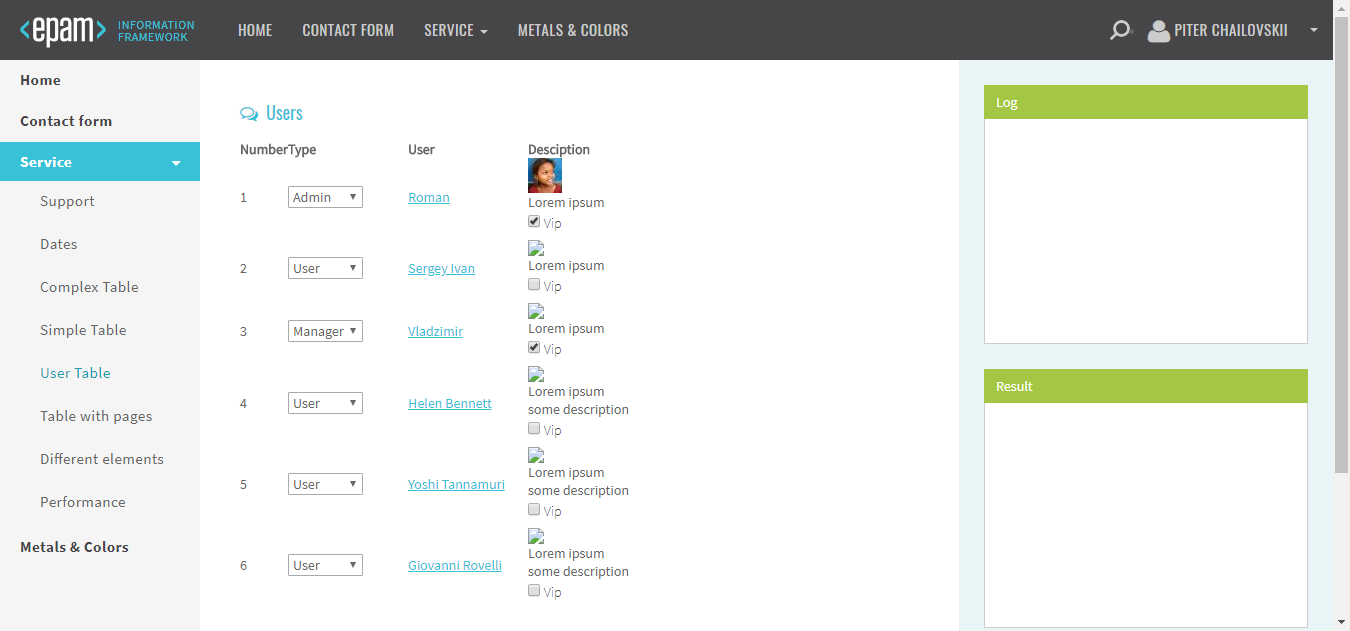 <epam> INFORMATION FRAMEWORK
HOME CONTACT FORM SERVICE METALS & COLORS PITER CHAILOVSKII
Home
Contact form
Service
Support
Dates
Complex Table
Simple Table
User Table
Table with pages
Different elements
Performance
Metals & Colors
Users
Number Type User Desciption
1 Admin Roman
Lorem ipsum
Vip
2 User Sergey Ivan
Lorem ipsum
Vip
3 Manager Vladzimir
Lorem ipsum
Vip
4 User Helen Bennett
Lorem ipsum
some description
Vip
5 User Yoshi Tannamuri
Lorem ipsum
some description
Vip
6 User Giovanni Rovelli
Lorem ipsum
some description
Vip
Log
Result